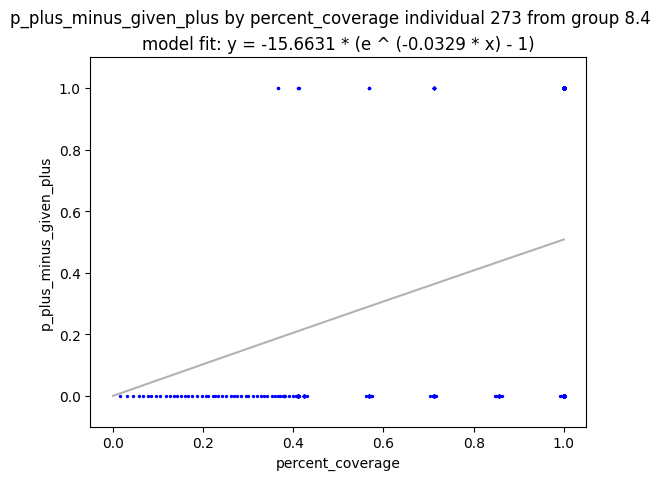 p_plus_minus_given_plus by percent_coverage individual 273 from group 8.4
model fit: y = -15.6631 * (e ^ (-0.0329 * x) - 1)
1.0
0.8
0.6
0.4
0.2
0.0
p_plus_minus_given_plus
0.0 0.2 0.4 0.6 0.8 1.0
percent_coverage